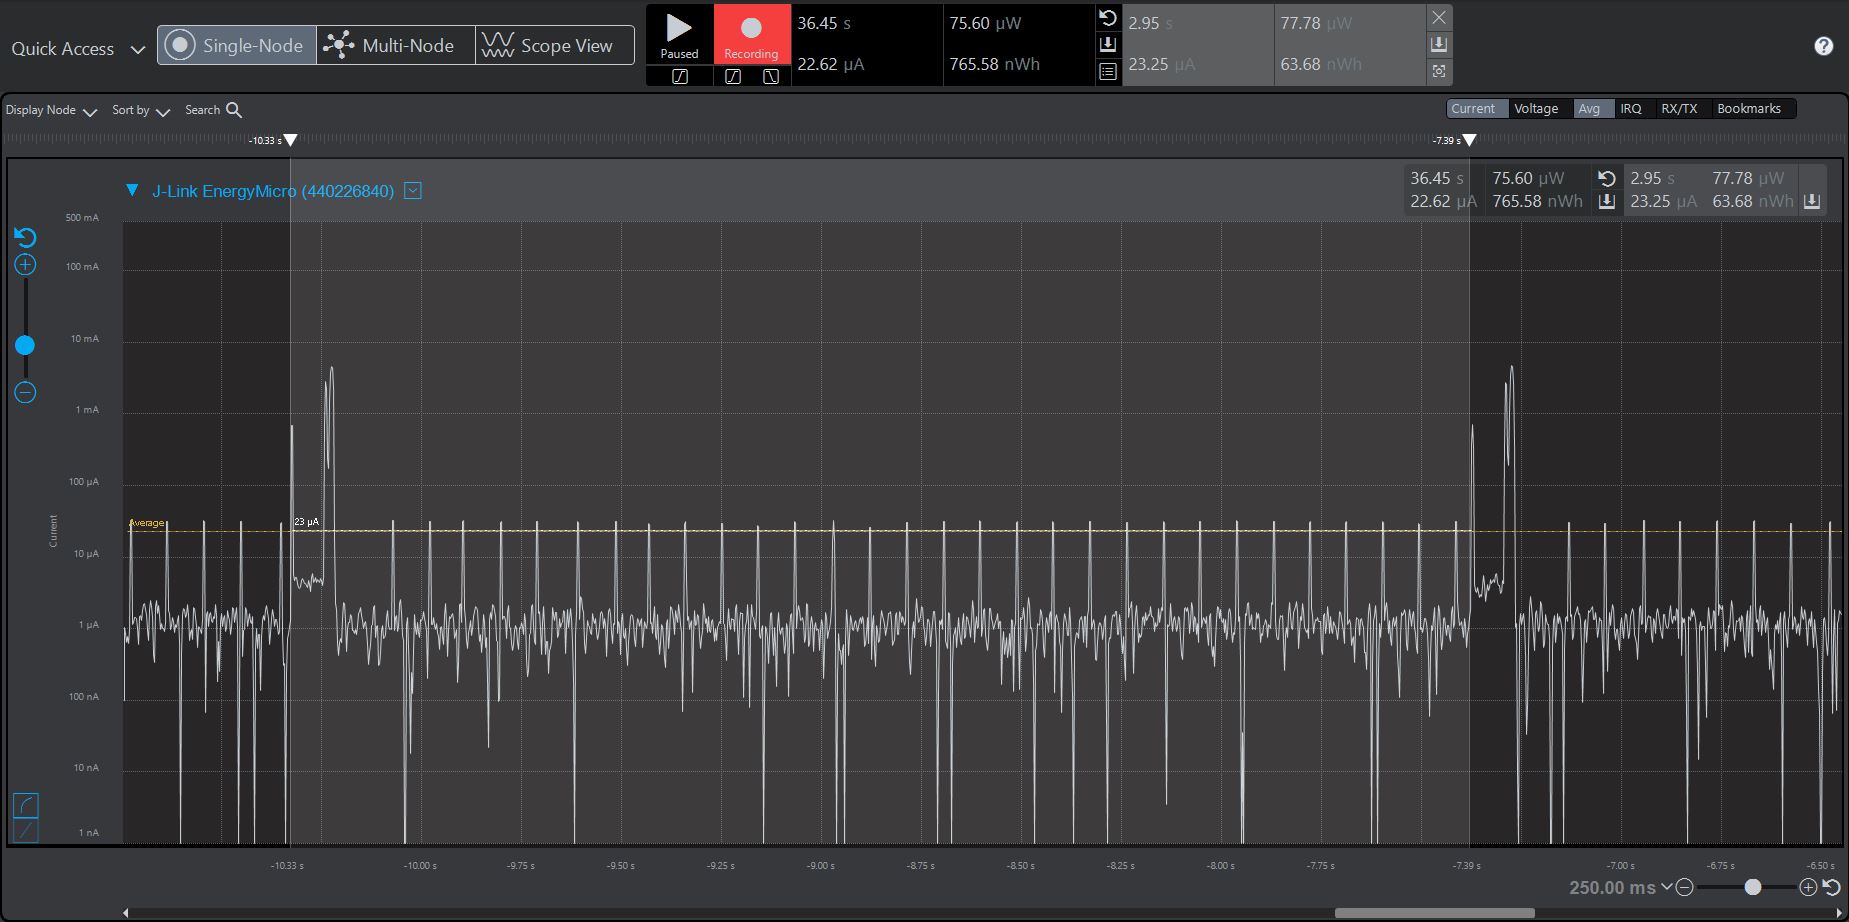 Quick Access
Single-Node
Multi-Node
Scope View
Paused
Recording
36.45 s
75.60 µW
22.62 µA
765.58 nWh
2.95 s
77.78 µW
23.25 µA
63.68 nWh
Display Node
Sort by
Search
Current
Voltage
Avg
IRQ
RX/TX
Bookmarks
-10.33 s
-7.39 s
J-Link EnergyMicro (440226840)
36.45 s 75.60 µW
22.62 µA 765.58 nWh
2.95 s 77.78 µW
23.25 µA 63.68 nWh
500 mA
100 mA
10 mA
1 mA
100 µA
10 µA
1 µA
100 nA
10 nA
1 nA
Current
Average
23 µA
-10.33 s
-10.00 s
-9.75 s
-9.50 s
-9.25 s
-9.00 s
-8.75 s
-8.50 s
-8.25 s
-8.00 s
-7.75 s
-7.39 s
-7.00 s
-6.75 s
-6.50 s
250.00 ms